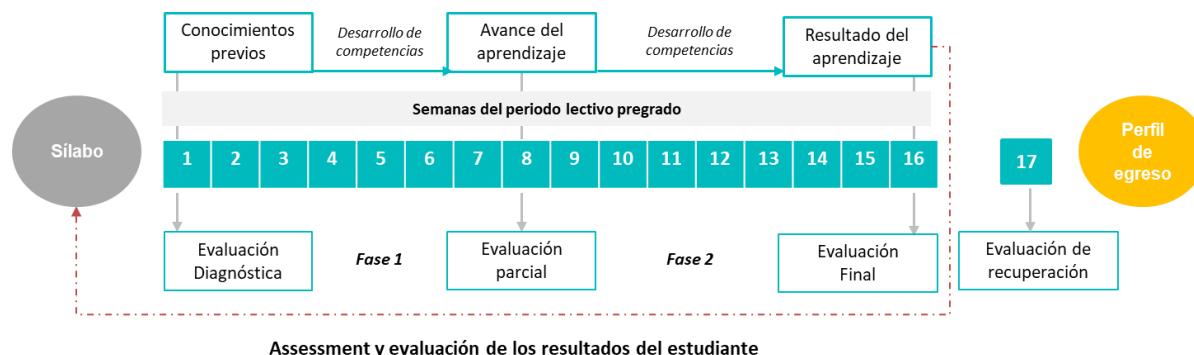 Conocimientos
previos
Desarrollo de
competencias
Avance del
aprendizaje
Desarrollo de
competencias
Resultado del
aprendizaje
Semanas del periodo lectivo pregrado
Sílabo
1 2 3 4 5 6 7 8 9 10 11 12 13 14 15 16
17
Perfil
de
egreso
Evaluación
Diagnóstica
Fase 1
Evaluación
parcial
Fase 2
Evaluación
Final
Evaluación de
recuperación
Assessment y evaluación de los resultados del estudiante